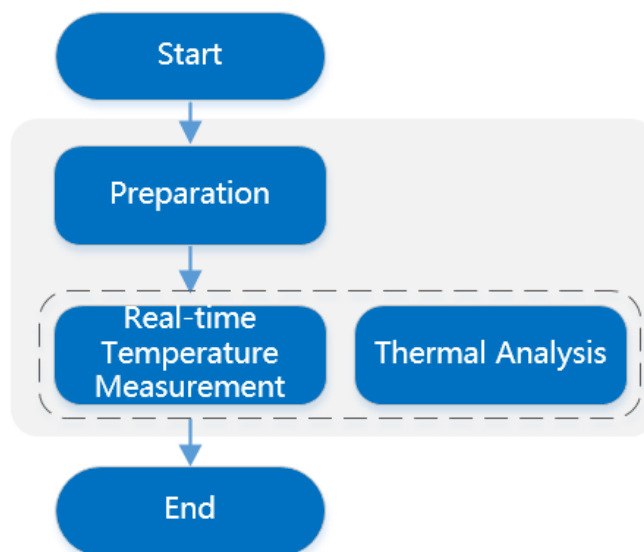 Start
Preparation
Real-time
Temperature
Measurement
Thermal Analysis
End